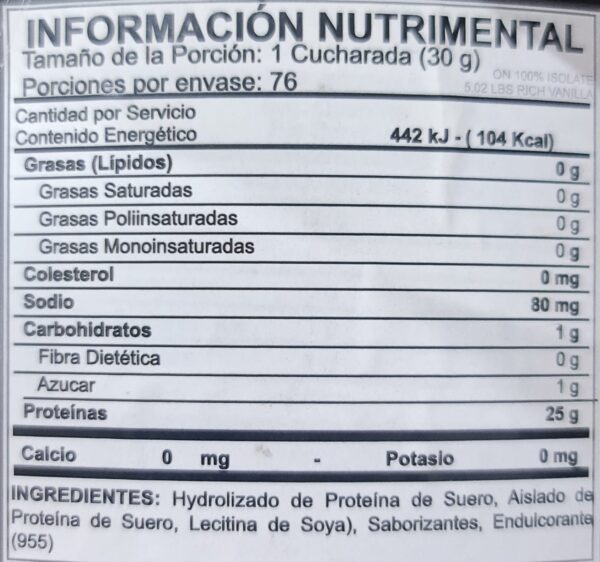 INFORMACIÓN NUTRIMENTAL
Tamaño de la Porción: 1 Cucharada (30 g)
Porciones por envase: 76
ON 100% ISOLATE
5.02 LBS RICH VANILLA
Cantidad por Servicio
Contenido Energético 442 kJ - ( 104 Kcal)
Grasas (Lípidos) 0 g
Grasas Saturadas 0 g
Grasas Poliinsaturadas 0 g
Grasas Monoinsaturadas 0 g
Colesterol 0 mg
Sodio 80 mg
Carbohidratos 1 g
Fibra Dietética 0 g
Azucar 1 g
Proteínas 25 g
Calcio 0 mg - Potasio 0 mg
INGREDIENTES: Hydrolizado de Proteína de Suero, Aislado de
Proteína de Suero, Lecitina de Soya), Saborizantes, Endulcorante
(955)